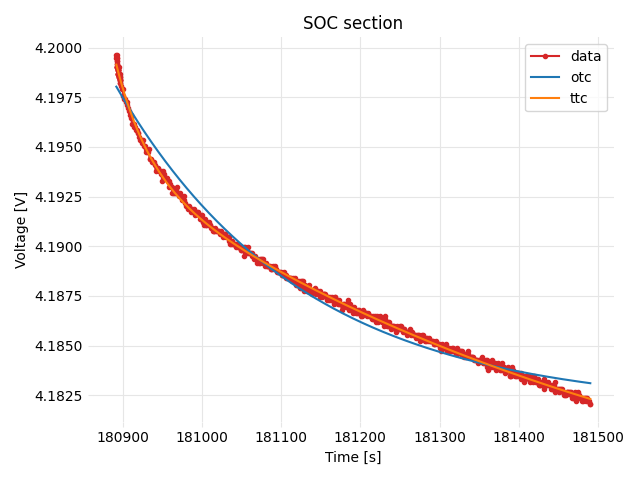 SOC section
data
otc
ttc
Voltage [V]
4.2000
4.1975
4.1950
4.1925
4.1900
4.1875
4.1850
4.1825
180900 181000 181100 181200 181300 181400 181500
Time [s]